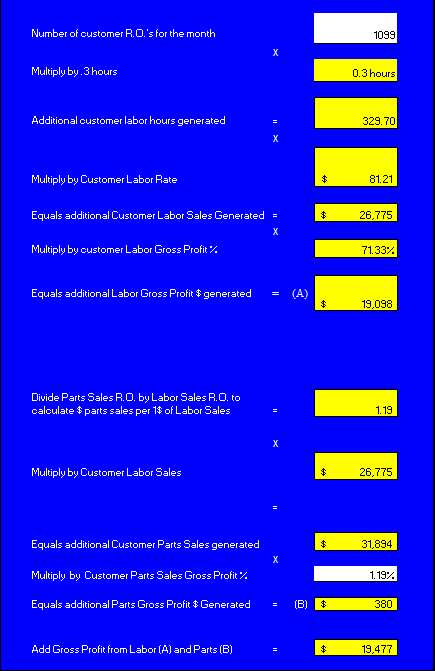 Number of customer R.O.'s for the month 1099
X
Multiply by .3 hours 0.3 hours
Additional customer labor hours generated = 329.70
X
Multiply by Customer Labor Rate $ 81.21
Equals additional Customer Labor Sales Generated = $ 26,775
X
Multiply by customer Labor Gross Profit % 71.33%
Equals additional Labor Gross Profit $ generated = (A) $ 19,098
Divide Parts Sales R.O. by Labor Sales R.O. to
calculate $ parts sales per 1$ of Labor Sales = 1.19
X
Multiply by Customer Labor Sales $ 26,775
=
Equals additional Customer Parts Sales generated $ 31,894
X
Multiply by Customer Parts Sales Gross Profit % 1.19%
Equals additional Parts Gross Profit $ Generated = (B) $ 380
Add Gross Profit from Labor (A) and Parts (B) = $ 19,477